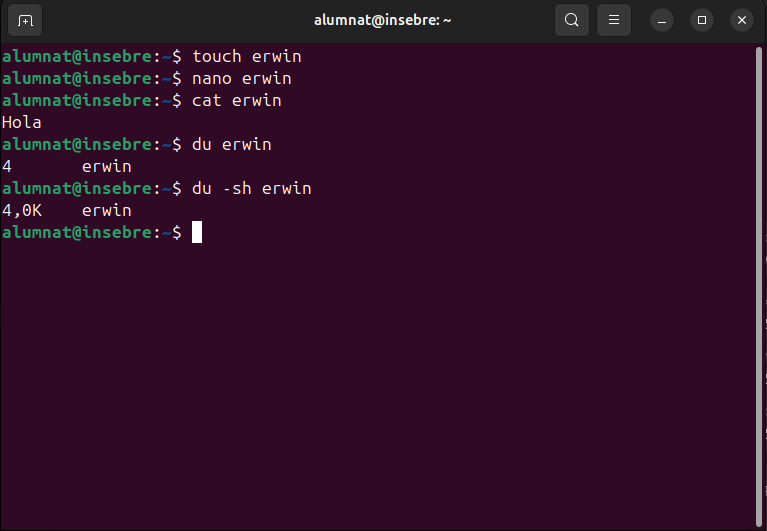 alumnat@insebre: ~
alumnat@insebre:~$ touch erwin
alumnat@insebre:~$ nano erwin
alumnat@insebre:~$ cat erwin
Hola
alumnat@insebre:~$ du erwin
4       erwin
alumnat@insebre:~$ du -sh erwin
4,0K    erwin
alumnat@insebre:~$